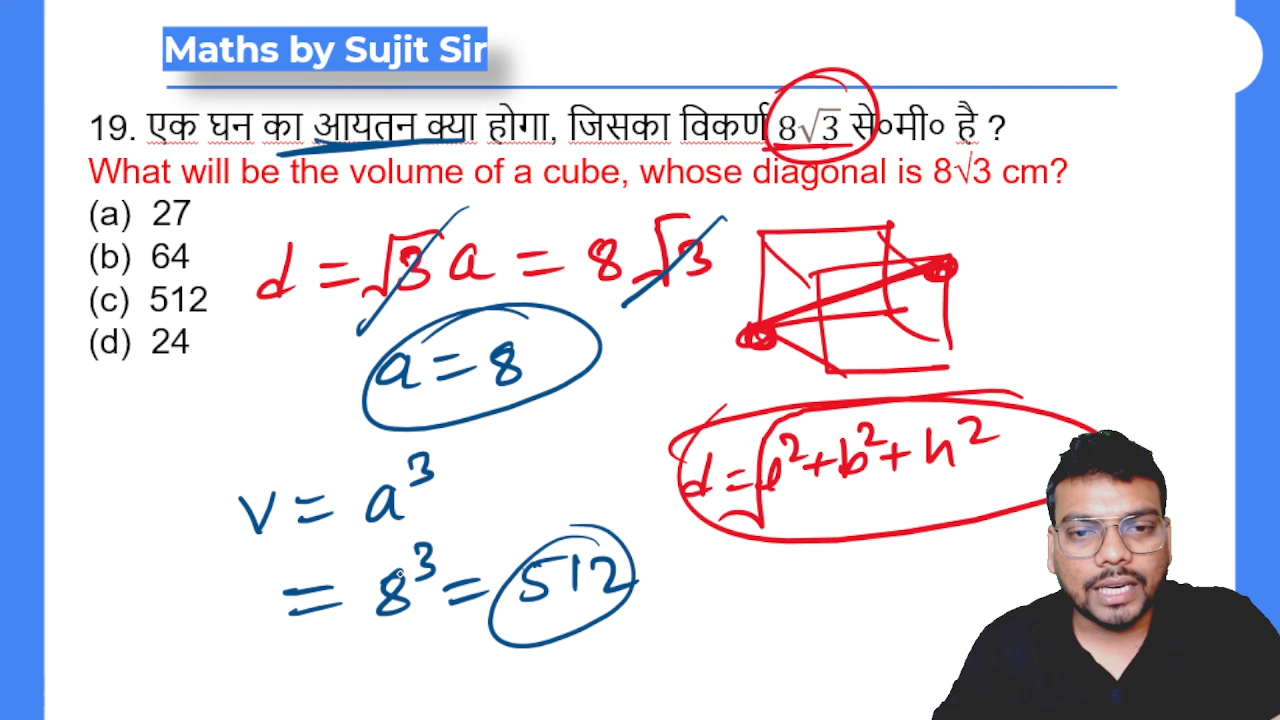 Maths by Sujit Sir
19. एक घन का आयतन क्या होगा, जिसका विकर्ण 8√3 से०मी० है ?
What will be the volume of a cube, whose diagonal is 8√3 cm?
(a) 27
(b) 64
(c) 512
(d) 24
d = √3 a = 8 √3
a = 8
d = √l²+b²+h²
v = a³
= 8³ = 512